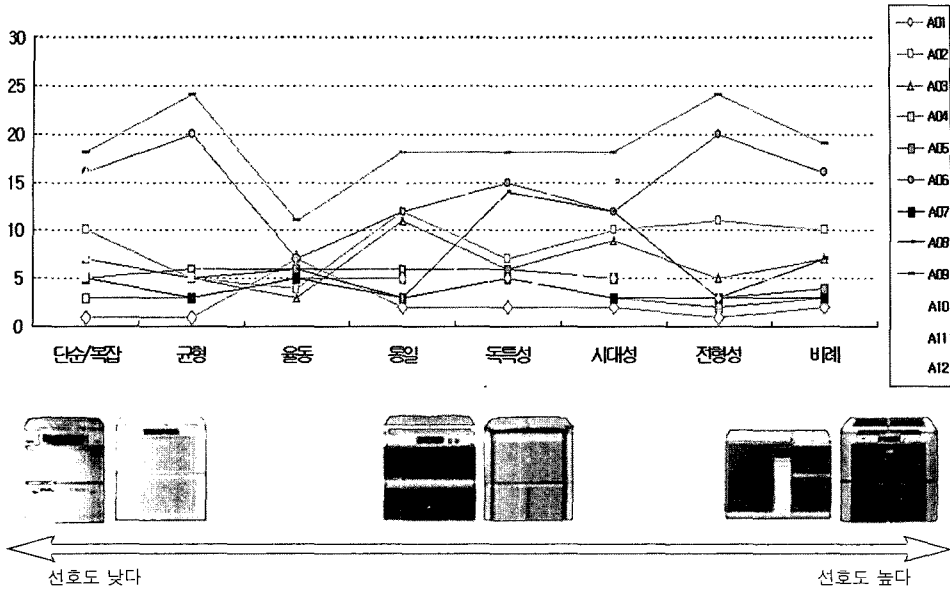 30
25
20
15
10
5
0
단순/복잡 균형 율동 통일 독특성 시대성 전형성 비례
A01
A02
A03
A04
A05
A06
A07
A08
A09
A10
A11
A12
선호도 낮다 선호도 높다